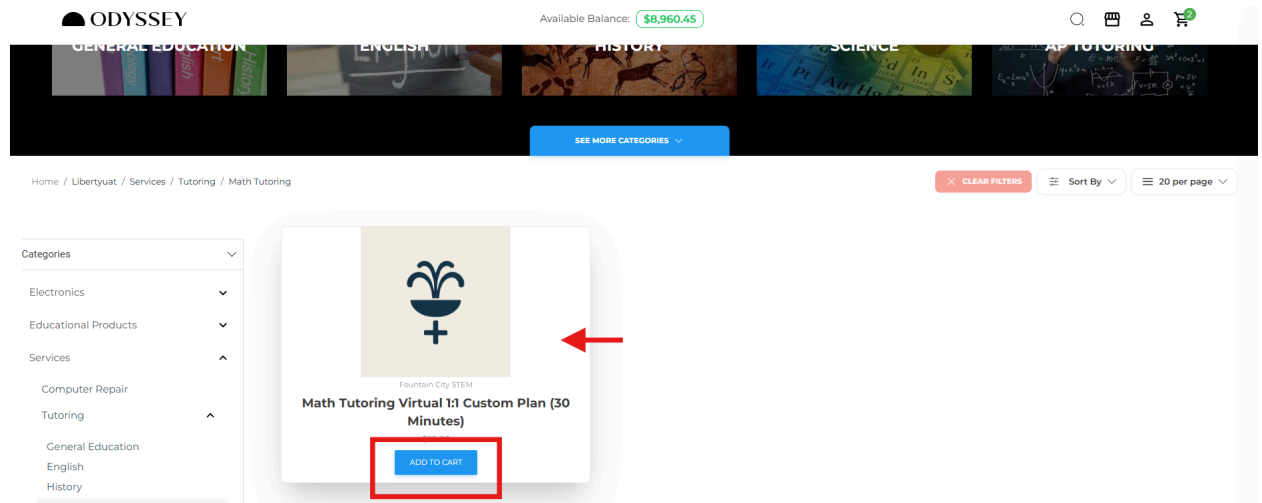 ODYSSEY
Available Balance: $8,960.45
2
GENERAL EDUCATION
ENGLISH
HISTORY
SCIENCE
AP TUTORING
SEE MORE CATEGORIES
Home / Libertyuat / Services / Tutoring / Math Tutoring
CLEAR FILTERS
Sort By
20 per page
Categories
Electronics
Educational Products
Services
Computer Repair
Tutoring
General Education
English
History
Fountain City STEM
Math Tutoring Virtual 1:1 Custom Plan (30
Minutes)
ADD TO CART